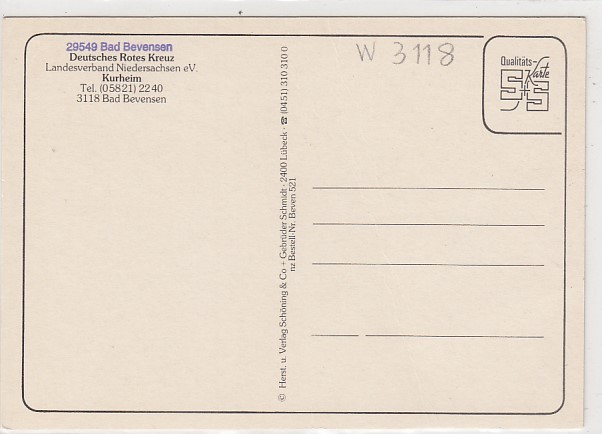 29549 Bad Bevensen
Deutsches Rotes Kreuz
Landesverband Niedersachsen eV.
Kurheim
Tel. (05821) 2240
3118 Bad Bevensen
W 3118
Qualitäts-
Karte
S+S
© Herst. u. Verlag Schöning & Co + Gebrüder Schmidt · 2400 Lübeck · ☎ (0451) 310 310 0
nz Bestell-Nr. Beven 521